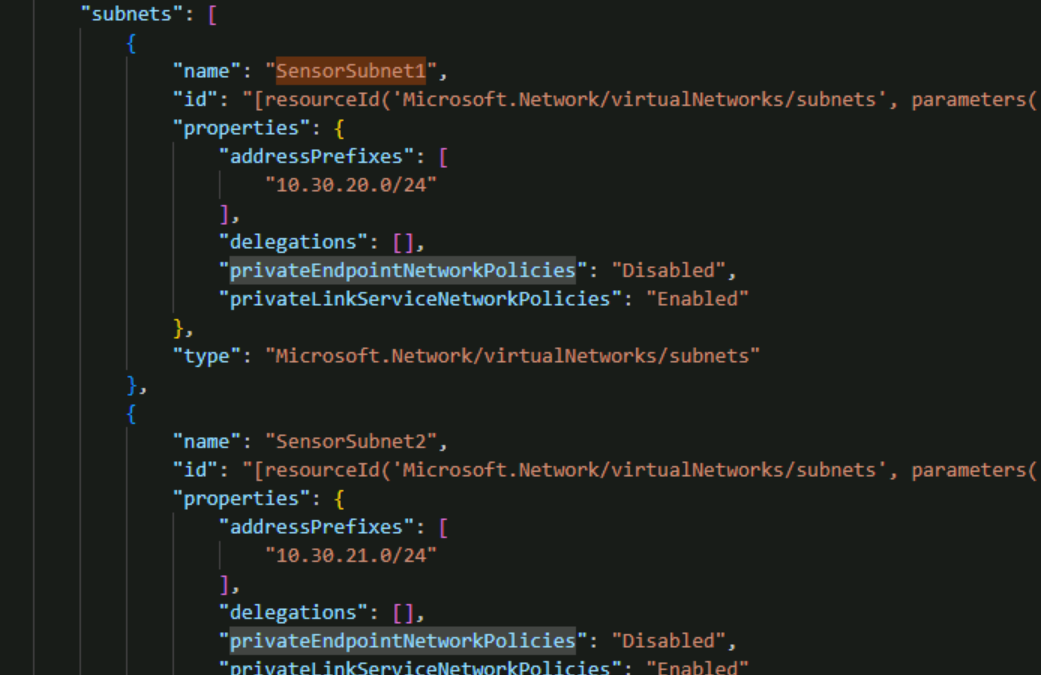 "subnets": [
{
"name": "SensorSubnet1",
"id": "[resourceId('Microsoft.Network/virtualNetworks/subnets', parameters(
"properties": {
"addressPrefixes": [
"10.30.20.0/24"
],
"delegations": [],
"privateEndpointNetworkPolicies": "Disabled",
"privateLinkServiceNetworkPolicies": "Enabled"
},
"type": "Microsoft.Network/virtualNetworks/subnets"
},
{
"name": "SensorSubnet2",
"id": "[resourceId('Microsoft.Network/virtualNetworks/subnets', parameters(
"properties": {
"addressPrefixes": [
"10.30.21.0/24"
],
"delegations": [],
"privateEndpointNetworkPolicies": "Disabled",
"privateLinkServiceNetworkPolicies": "Enabled"